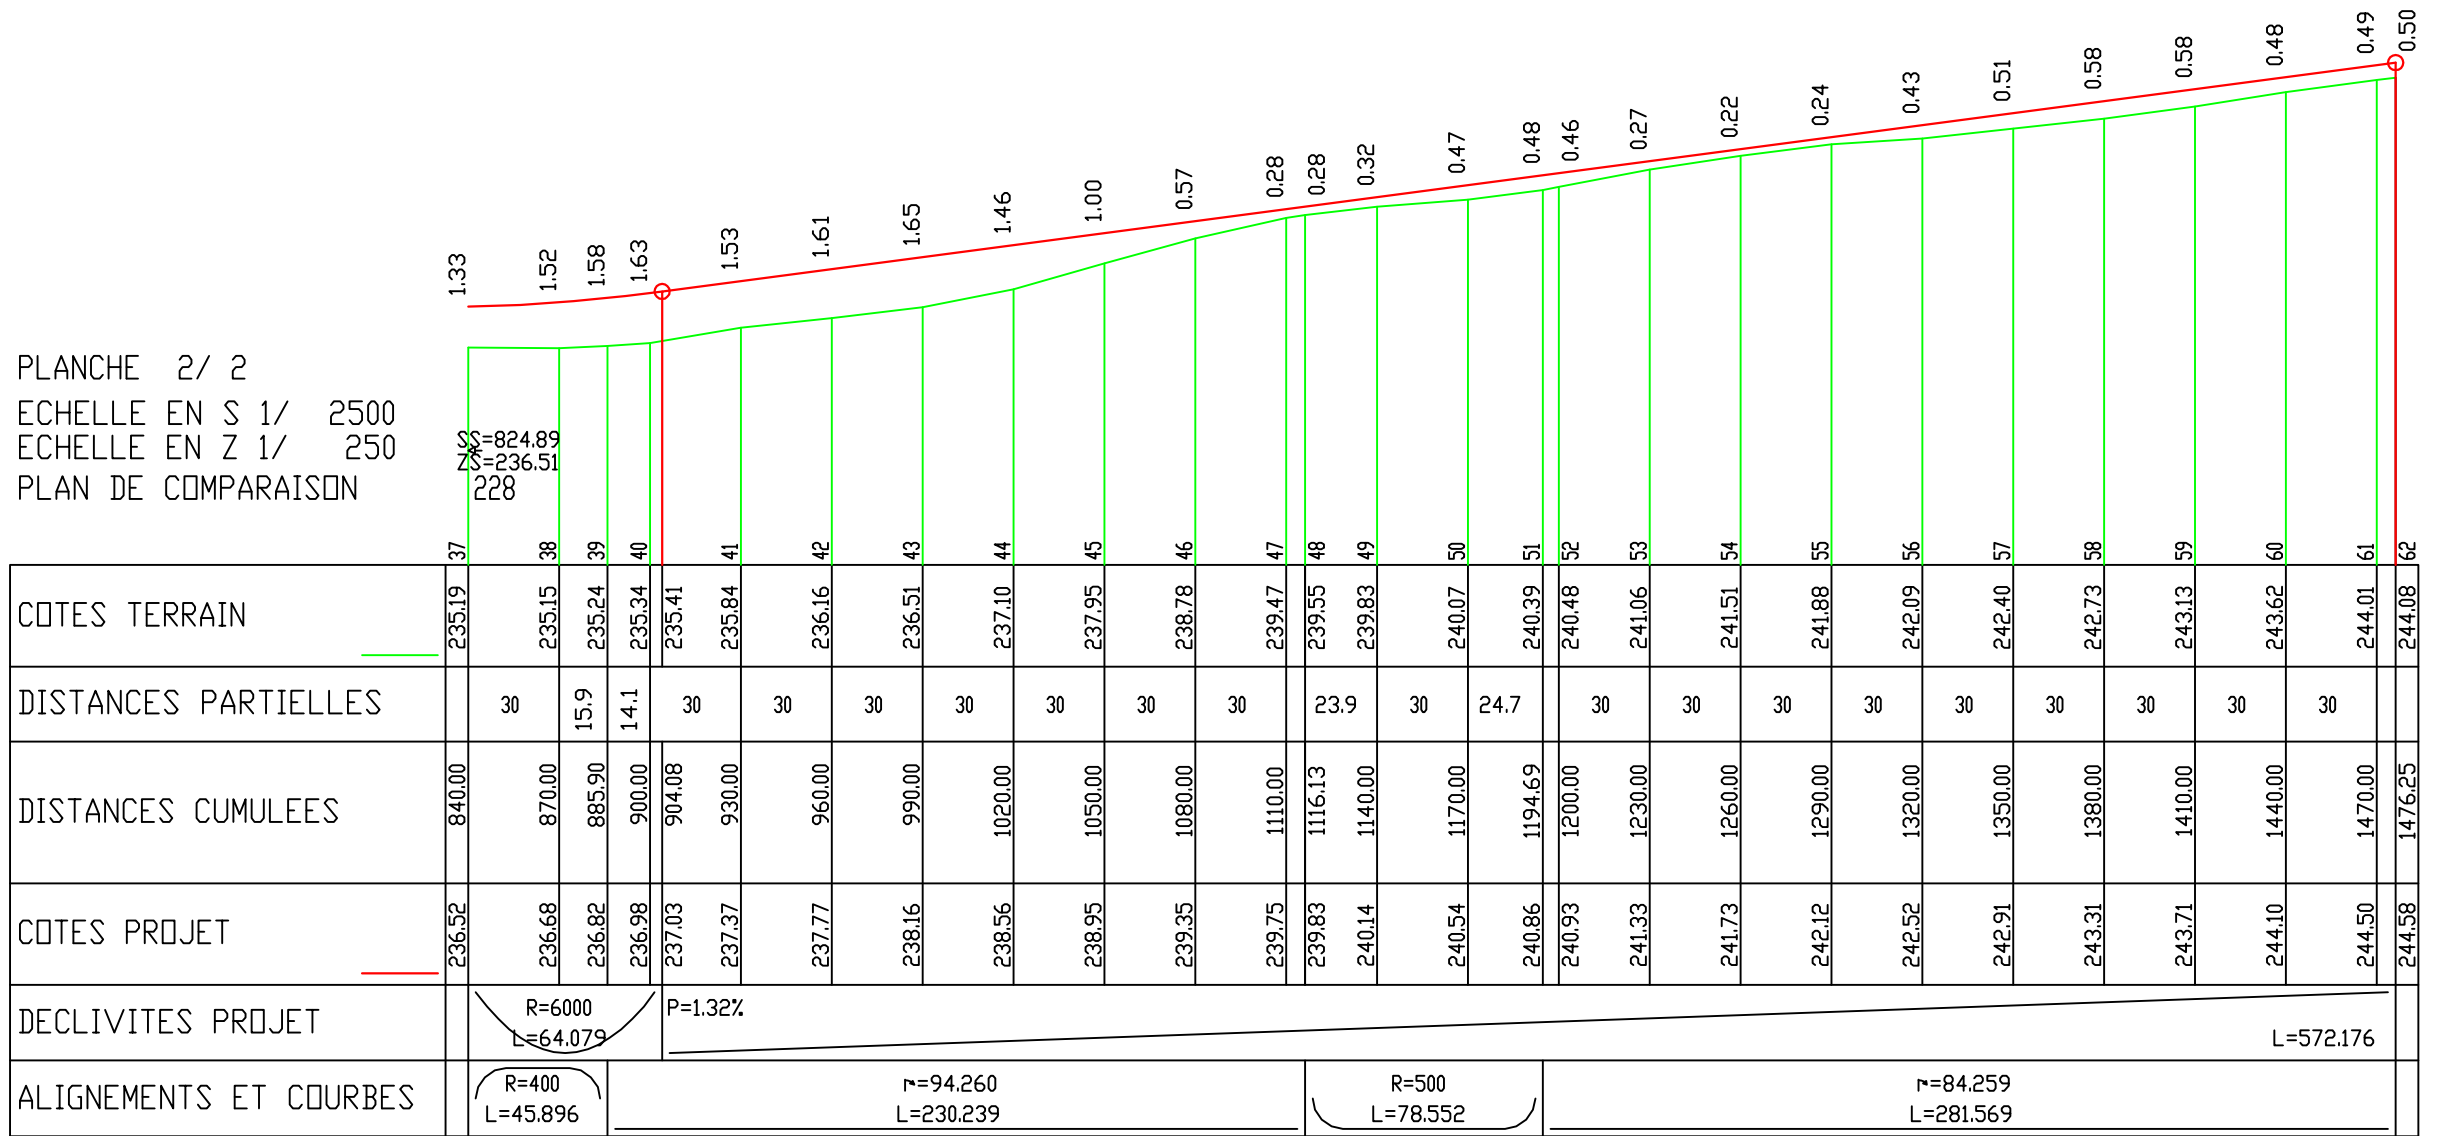 1.33 1.52 1.58 1.63 1.53 1.61 1.65 1.46 1.00 0.57 0.28 0.28 0.32 0.47 0.48 0.46 0.27 0.22 0.24 0.43 0.51 0.58 0.58 0.48 0.49 0.50
PLANCHE 2/ 2
ECHELLE EN S 1/ 2500
ECHELLE EN Z 1/ 250
PLAN DE COMPARAISON 228
SS=824.89
ZS=236.51
37 38 39 40 41 42 43 44 45 46 47 48 49 50 51 52 53 54 55 56 57 58 59 60 61 62
COTES TERRAIN 235.19 235.15 235.24 235.34 235.41 235.84 236.16 236.51 237.10 237.95 238.78 239.47 239.55 239.83 240.07 240.39 240.48 241.06 241.51 241.88 242.09 242.40 242.73 243.13 243.62 244.01 244.08
DISTANCES PARTIELLES 30 15.9 14.1 30 30 30 30 30 30 30 23.9 30 24.7 30 30 30 30 30 30 30 30 30
DISTANCES CUMULEES 840.00 870.00 885.90 900.00 904.08 930.00 960.00 990.00 1020.00 1050.00 1080.00 1110.00 1116.13 1140.00 1170.00 1194.69 1200.00 1230.00 1260.00 1290.00 1320.00 1350.00 1380.00 1410.00 1440.00 1470.00 1476.25
COTES PROJET 236.52 236.68 236.82 236.98 237.03 237.37 237.77 238.16 238.56 238.95 239.35 239.75 239.83 240.14 240.54 240.86 240.93 241.33 241.73 242.12 242.52 242.91 243.31 243.71 244.10 244.50 244.58
DECLIVITES PROJET
R=6000
L=64.079
P=1.32%
L=572.176
ALIGNEMENTS ET COURBES
R=400
L=45.896
=94.260
L=230.239
R=500
L=78.552
=84.259
L=281.569